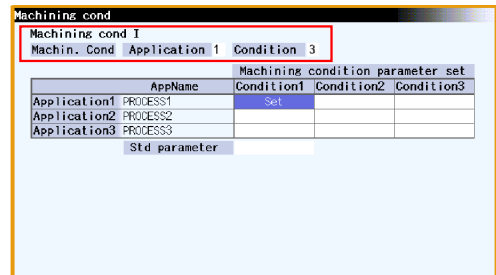 Machining cond
Machining cond I
Machin. Cond Application 1 Condition 3
Machining condition parameter set
AppName Condition1 Condition2 Condition3
Application1 PROCESS1 Set
Application2 PROCESS2
Application3 PROCESS3
Std parameter